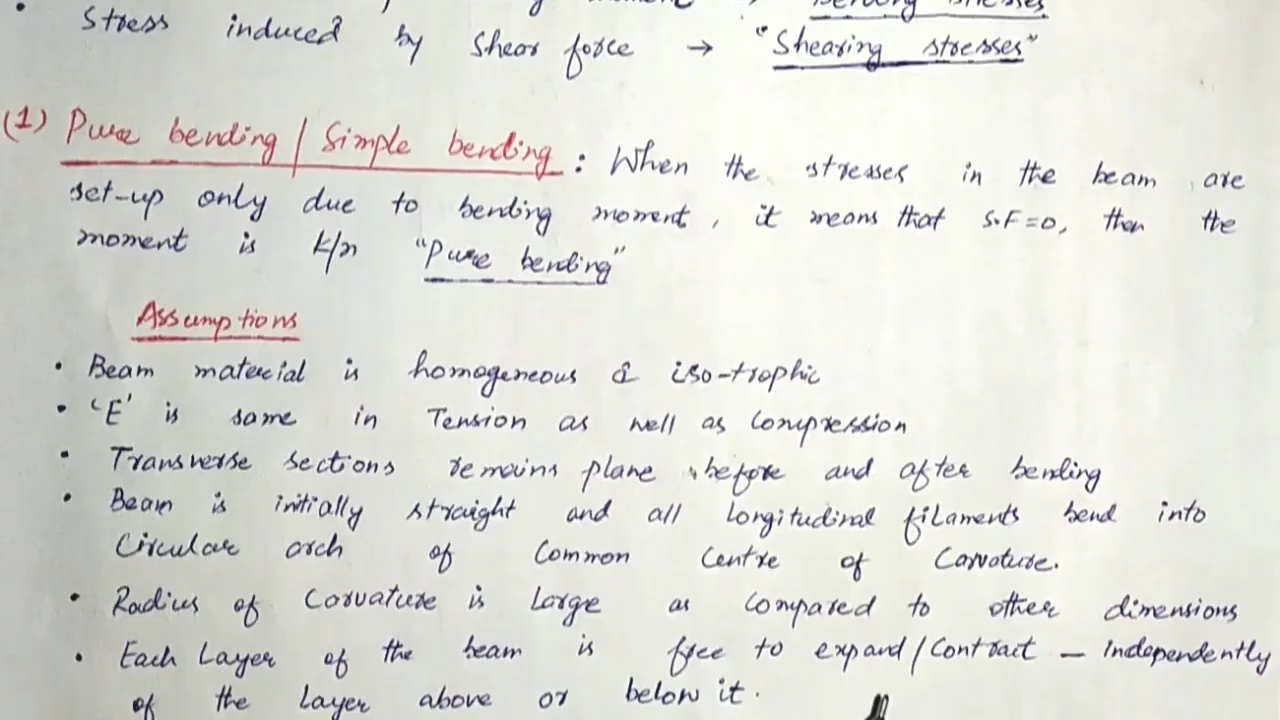 moment → Bending stresses
• Stress induced by Shear force → "Shearing stresses"
(1) Pure bending / Simple bending : When the stresses in the beam are
set-up only due to bending moment, it means that S.F=0, then the
moment is k/n "Pure bending"
Assumptions
• Beam material is homogeneous & iso-trophic
• 'E' is same in Tension as well as Compression
• Transverse sections remains plane before and after bending
• Beam is initially straight and all longitudinal filaments bend into
Circular arch of Common Centre of Curvature.
• Radius of Curvature is large as compared to other dimensions
• Each Layer of the beam is free to expand/Contract - independently
of the Layer above or below it.